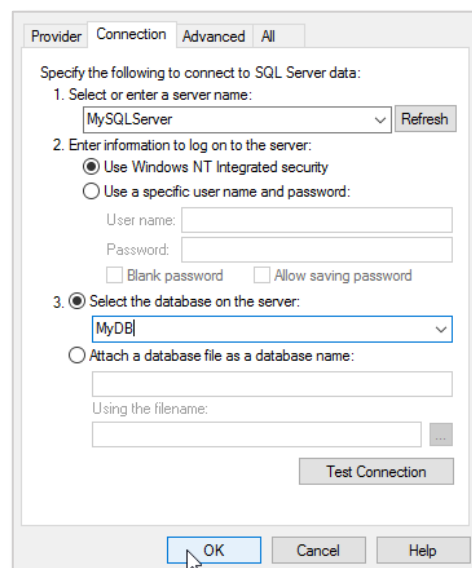 Provider Connection Advanced All
Specify the following to connect to SQL Server data:
1. Select or enter a server name:
MySQLServer Refresh
2. Enter information to log on to the server:
Use Windows NT Integrated security
Use a specific user name and password:
User name:
Password:
Blank password Allow saving password
3. Select the database on the server:
MyDB
Attach a database file as a database name:
Using the filename:
...
Test Connection
OK Cancel Help